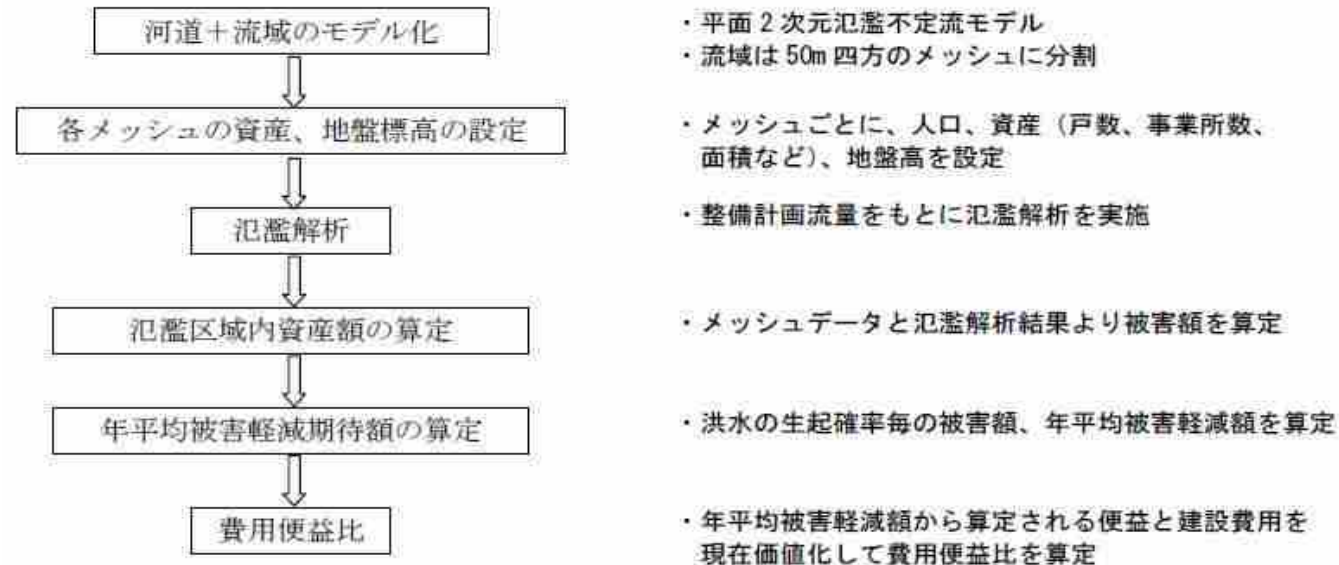 河道＋流域のモデル化
・平面２次元氾濫不定流モデル
・流域は50m四方のメッシュに分割
各メッシュの資産、地盤標高の設定
・メッシュごとに、人口、資産（戸数、事業所数、
面積など）、地盤高を設定
氾濫解析
・整備計画流量をもとに氾濫解析を実施
氾濫区域内資産額の算定
・メッシュデータと氾濫解析結果より被害額を算定
年平均被害軽減期待額の算定
・洪水の生起確率毎の被害額、年平均被害軽減額を算定
費用便益比
・年平均被害軽減額から算定される便益と建設費用を
現在価値化して費用便益比を算定